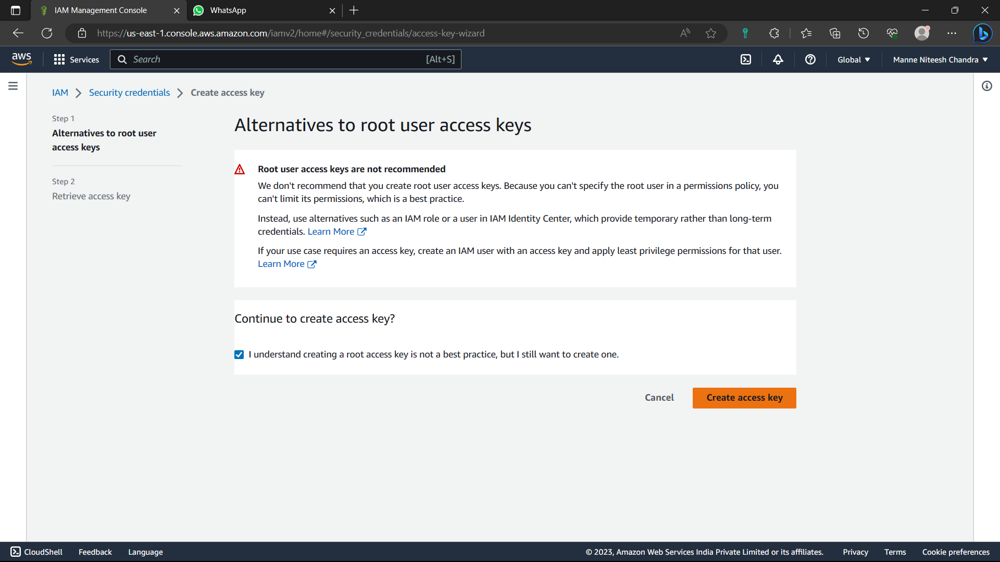 IAM Management Console
WhatsApp
https://us-east-1.console.aws.amazon.com/iamv2/home#/security_credentials/access-key-wizard
aws
Services
Search
[Alt+S]
Global
Manne Niteesh Chandra
IAM
Security credentials
Create access key
Step 1
Alternatives to root user
access keys
Step 2
Retrieve access key
Alternatives to root user access keys
Root user access keys are not recommended
We don't recommend that you create root user access keys. Because you can't specify the root user in a permissions policy, you
can't limit its permissions, which is a best practice.
Instead, use alternatives such as an IAM role or a user in IAM Identity Center, which provide temporary rather than long-term
credentials. Learn More
If your use case requires an access key, create an IAM user with an access key and apply least privilege permissions for that user.
Learn More
Continue to create access key?
I understand creating a root access key is not a best practice, but I still want to create one.
Cancel
Create access key
CloudShell
Feedback
Language
© 2023, Amazon Web Services India Private Limited or its affiliates.
Privacy
Terms
Cookie preferences